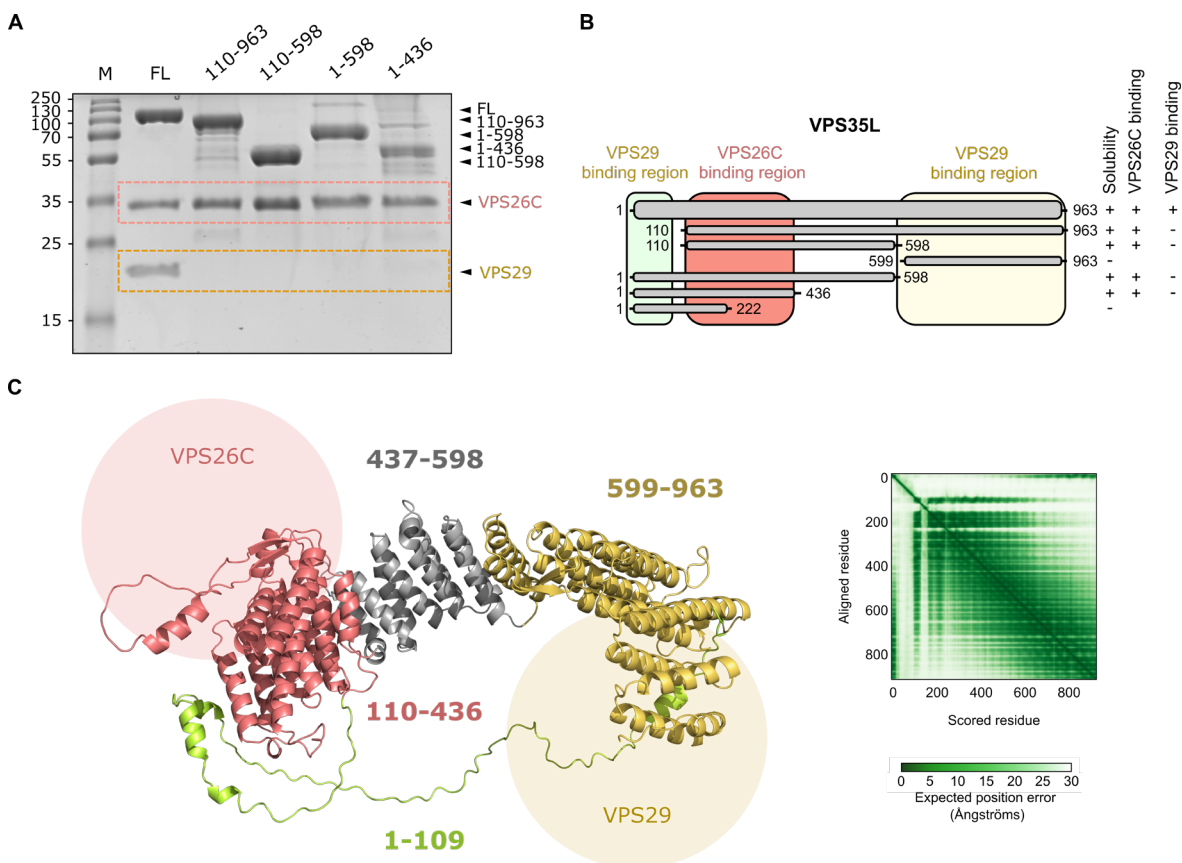 A
M
FL
110-963
110-598
1-598
1-436
250
130
100
70
55
35
25
15
FL
110-963
1-598
1-436
110-598
VPS26C
VPS29
B
VPS35L
VPS29
binding region
VPS26C
binding region
VPS29
binding region
Solubility
VPS26C binding
VPS29 binding
1 963 + + +
110 963 + + -
110 598 + + -
599 963 -
1 598 + + -
1 436 + + -
1 222 -
C
VPS26C
437-598
599-963
110-436
VPS29
1-109
0
200
400
600
800
Aligned residue
0 200 400 600 800
Scored residue
0 5 10 15 20 25 30
Expected position error
(Ångströms)